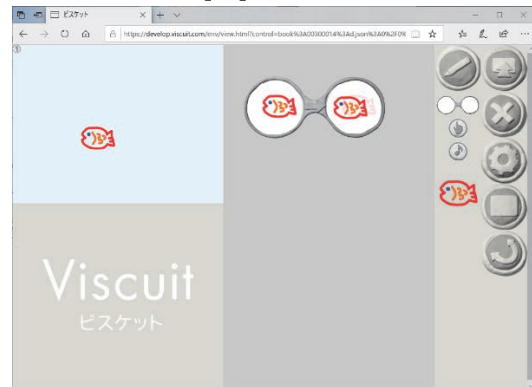 ビスケット
https://develop.viscuit.com/env/view.html?control=book%3A00300014%3Ad.json%3A0%2F0%
①
Viscuit
ビスケット